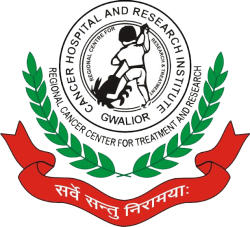 CANCER HOSPITAL AND RESEARCH INSTITUTE
REGIONAL CENTRE FOR
RESEARCH & TREATMENT
GWALIOR
REGIONAL CANCER CENTER FOR TREATMENT AND RESEARCH
सर्वे सन्तु निरामयाः